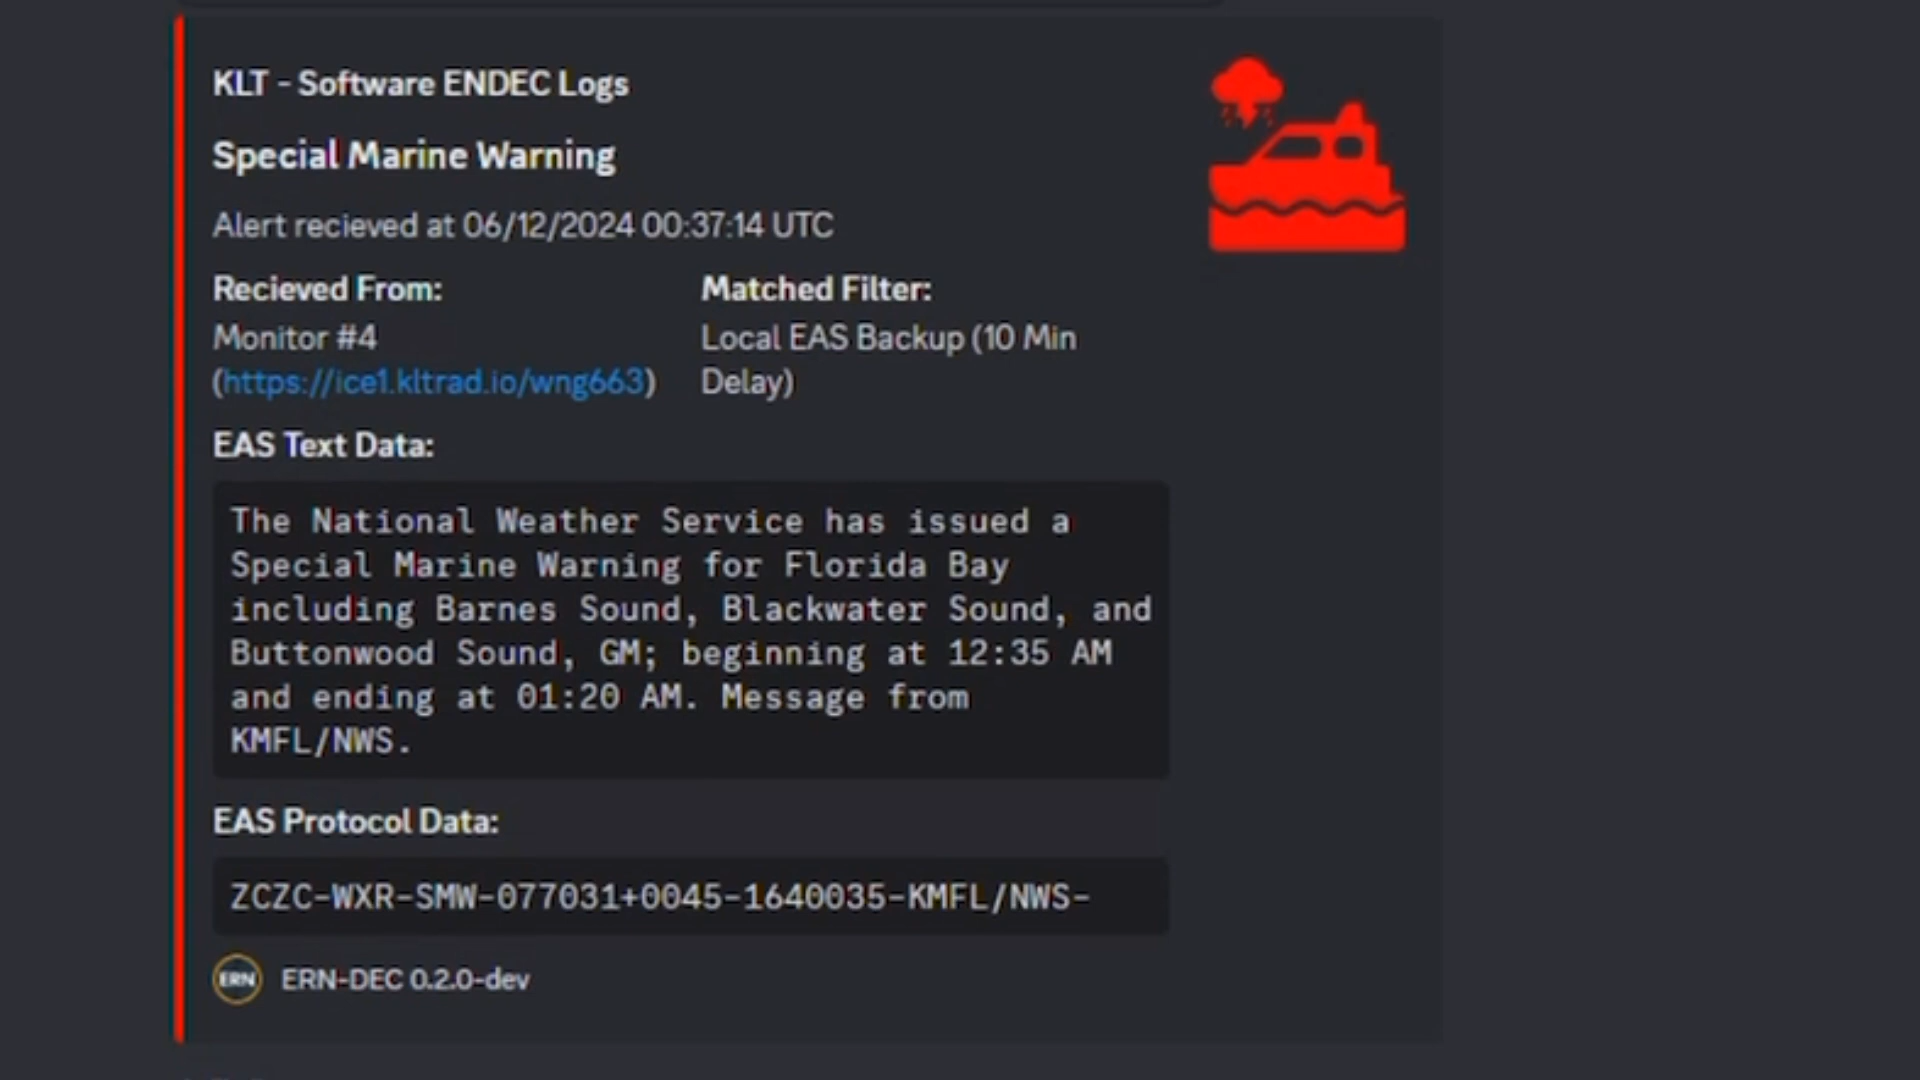 KLT - Software ENDEC Logs
Special Marine Warning
Alert recieved at 06/12/2024 00:37:14 UTC
Recieved From:
Monitor #4
(https://ice1.kltrad.io/wng663)
Matched Filter:
Local EAS Backup (10 Min
Delay)
EAS Text Data:
The National Weather Service has issued a
Special Marine Warning for Florida Bay
including Barnes Sound, Blackwater Sound, and
Buttonwood Sound, GM; beginning at 12:35 AM
and ending at 01:20 AM. Message from
KMFL/NWS.
EAS Protocol Data:
ZCZC-WXR-SMW-077031+0045-1640035-KMFL/NWS-
ERN ERN-DEC 0.2.0-dev